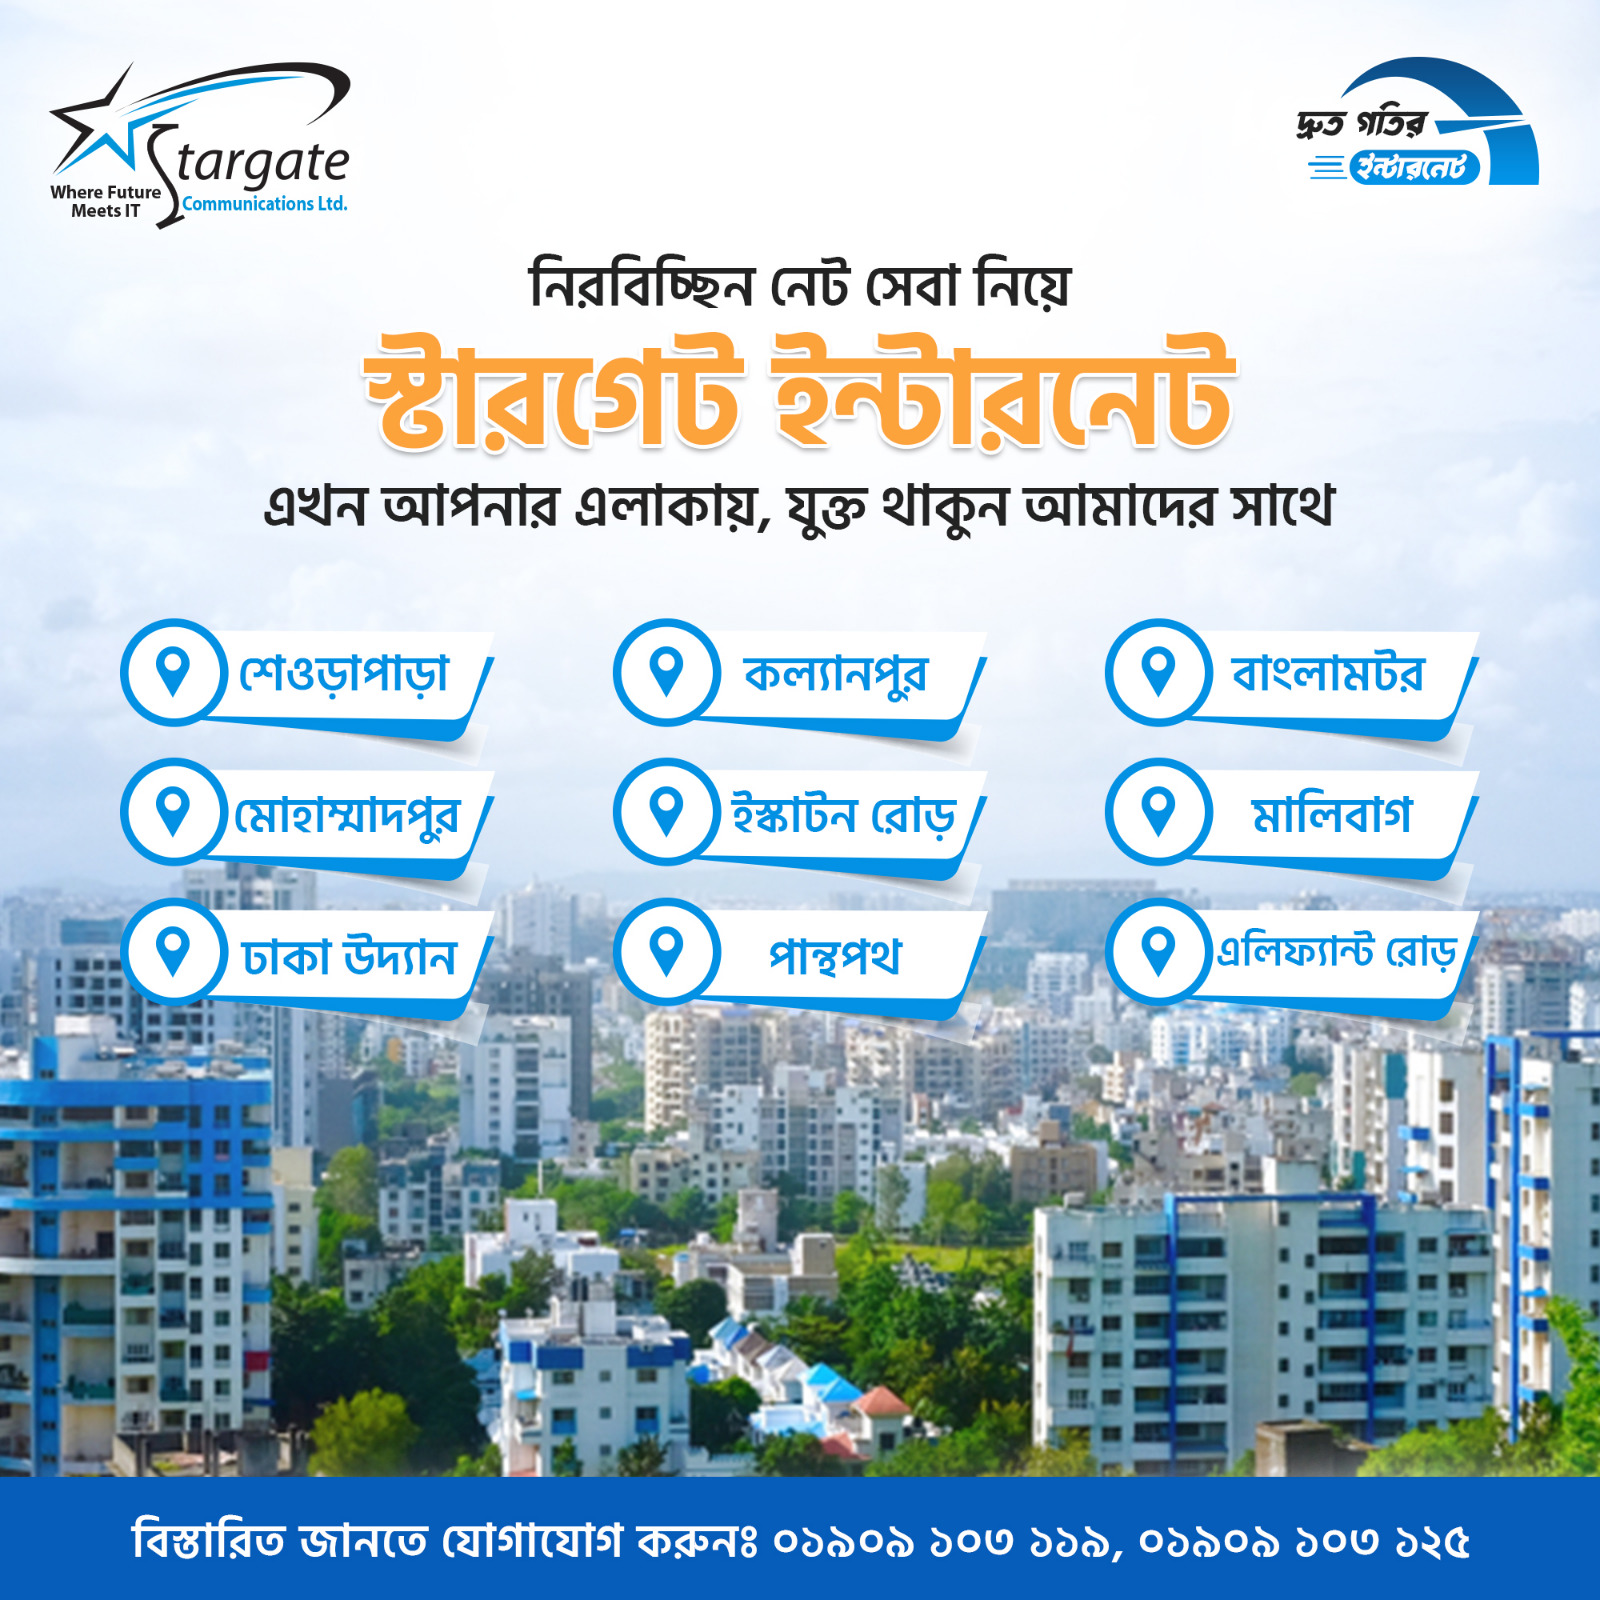 Stargate
Where Future
Meets IT
Communications Ltd.
দ্রুত গতির
ইন্টারনেট
নিরবিচ্ছিন নেট সেবা নিয়ে
স্টারগেট ইন্টারনেট
এখন আপনার এলাকায়, যুক্ত থাকুন আমাদের সাথে
শেওড়াপাড়া
কল্যানপুর
বাংলামটর
মোহাম্মাদপুর
ইস্কাটন রোড়
মালিবাগ
ঢাকা উদ্যান
পান্থপথ
এলিফ্যান্ট রোড়
বিস্তারিত জানতে যোগাযোগ করুনঃ ০১৯০৯ ১০৩ ১১৯, ০১৯০৯ ১০৩ ১২৫